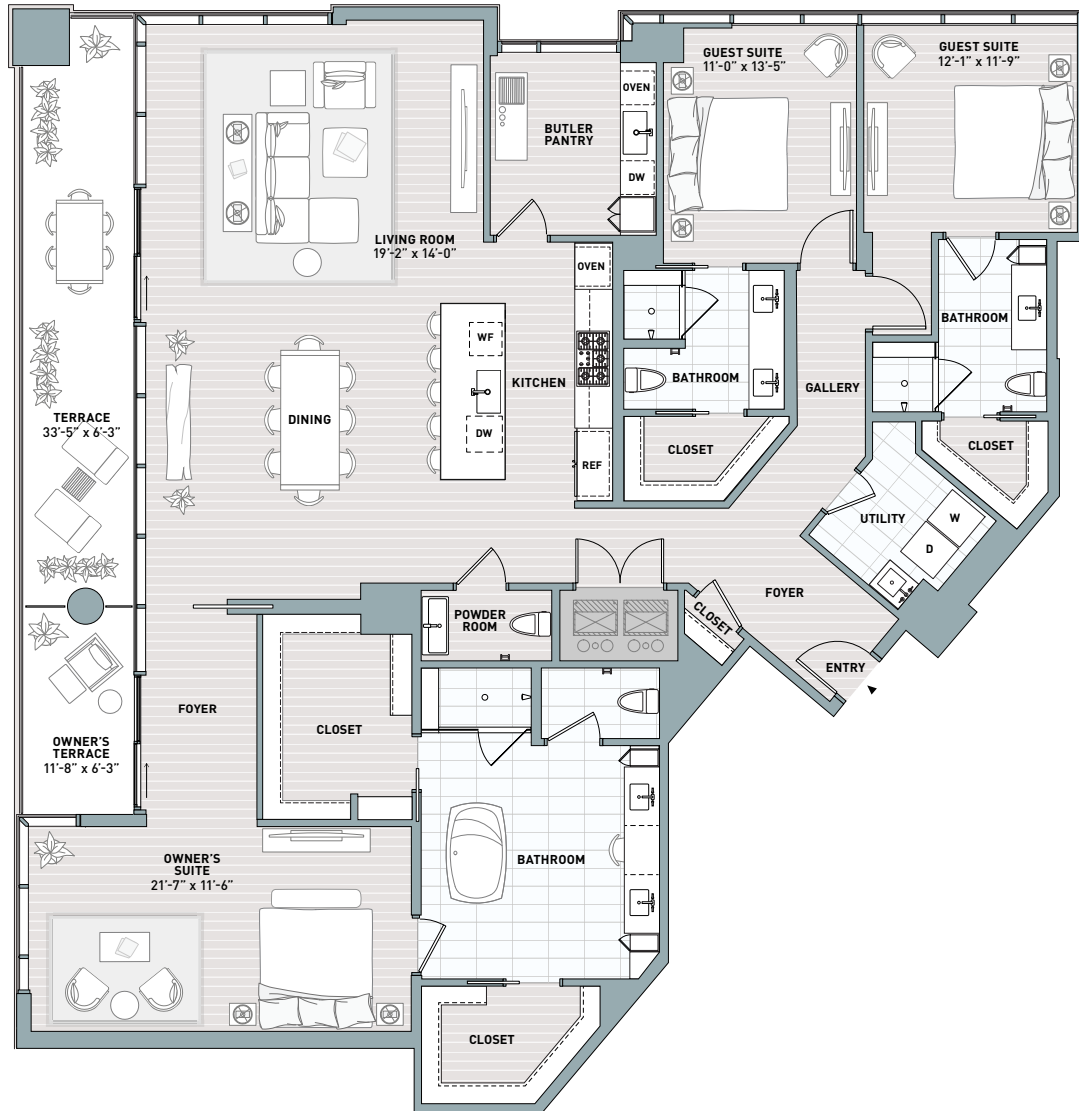 GUEST SUITE
11'-0" x 13'-5"
GUEST SUITE
12'-1" x 11'-9"
OVEN
BUTLER
PANTRY
DW
LIVING ROOM
19'-2" x 14'-0"
OVEN
BATHROOM
WF
KITCHEN
BATHROOM
GALLERY
TERRACE
33'-5" x 6'-3"
DINING
DW
REF
CLOSET
CLOSET
UTILITY
W
D
FOYER
CLOSET
POWDER
ROOM
ENTRY
FOYER
CLOSET
OWNER'S
TERRACE
11'-8" x 6'-3"
OWNER'S
SUITE
21'-7" x 11'-6"
BATHROOM
CLOSET